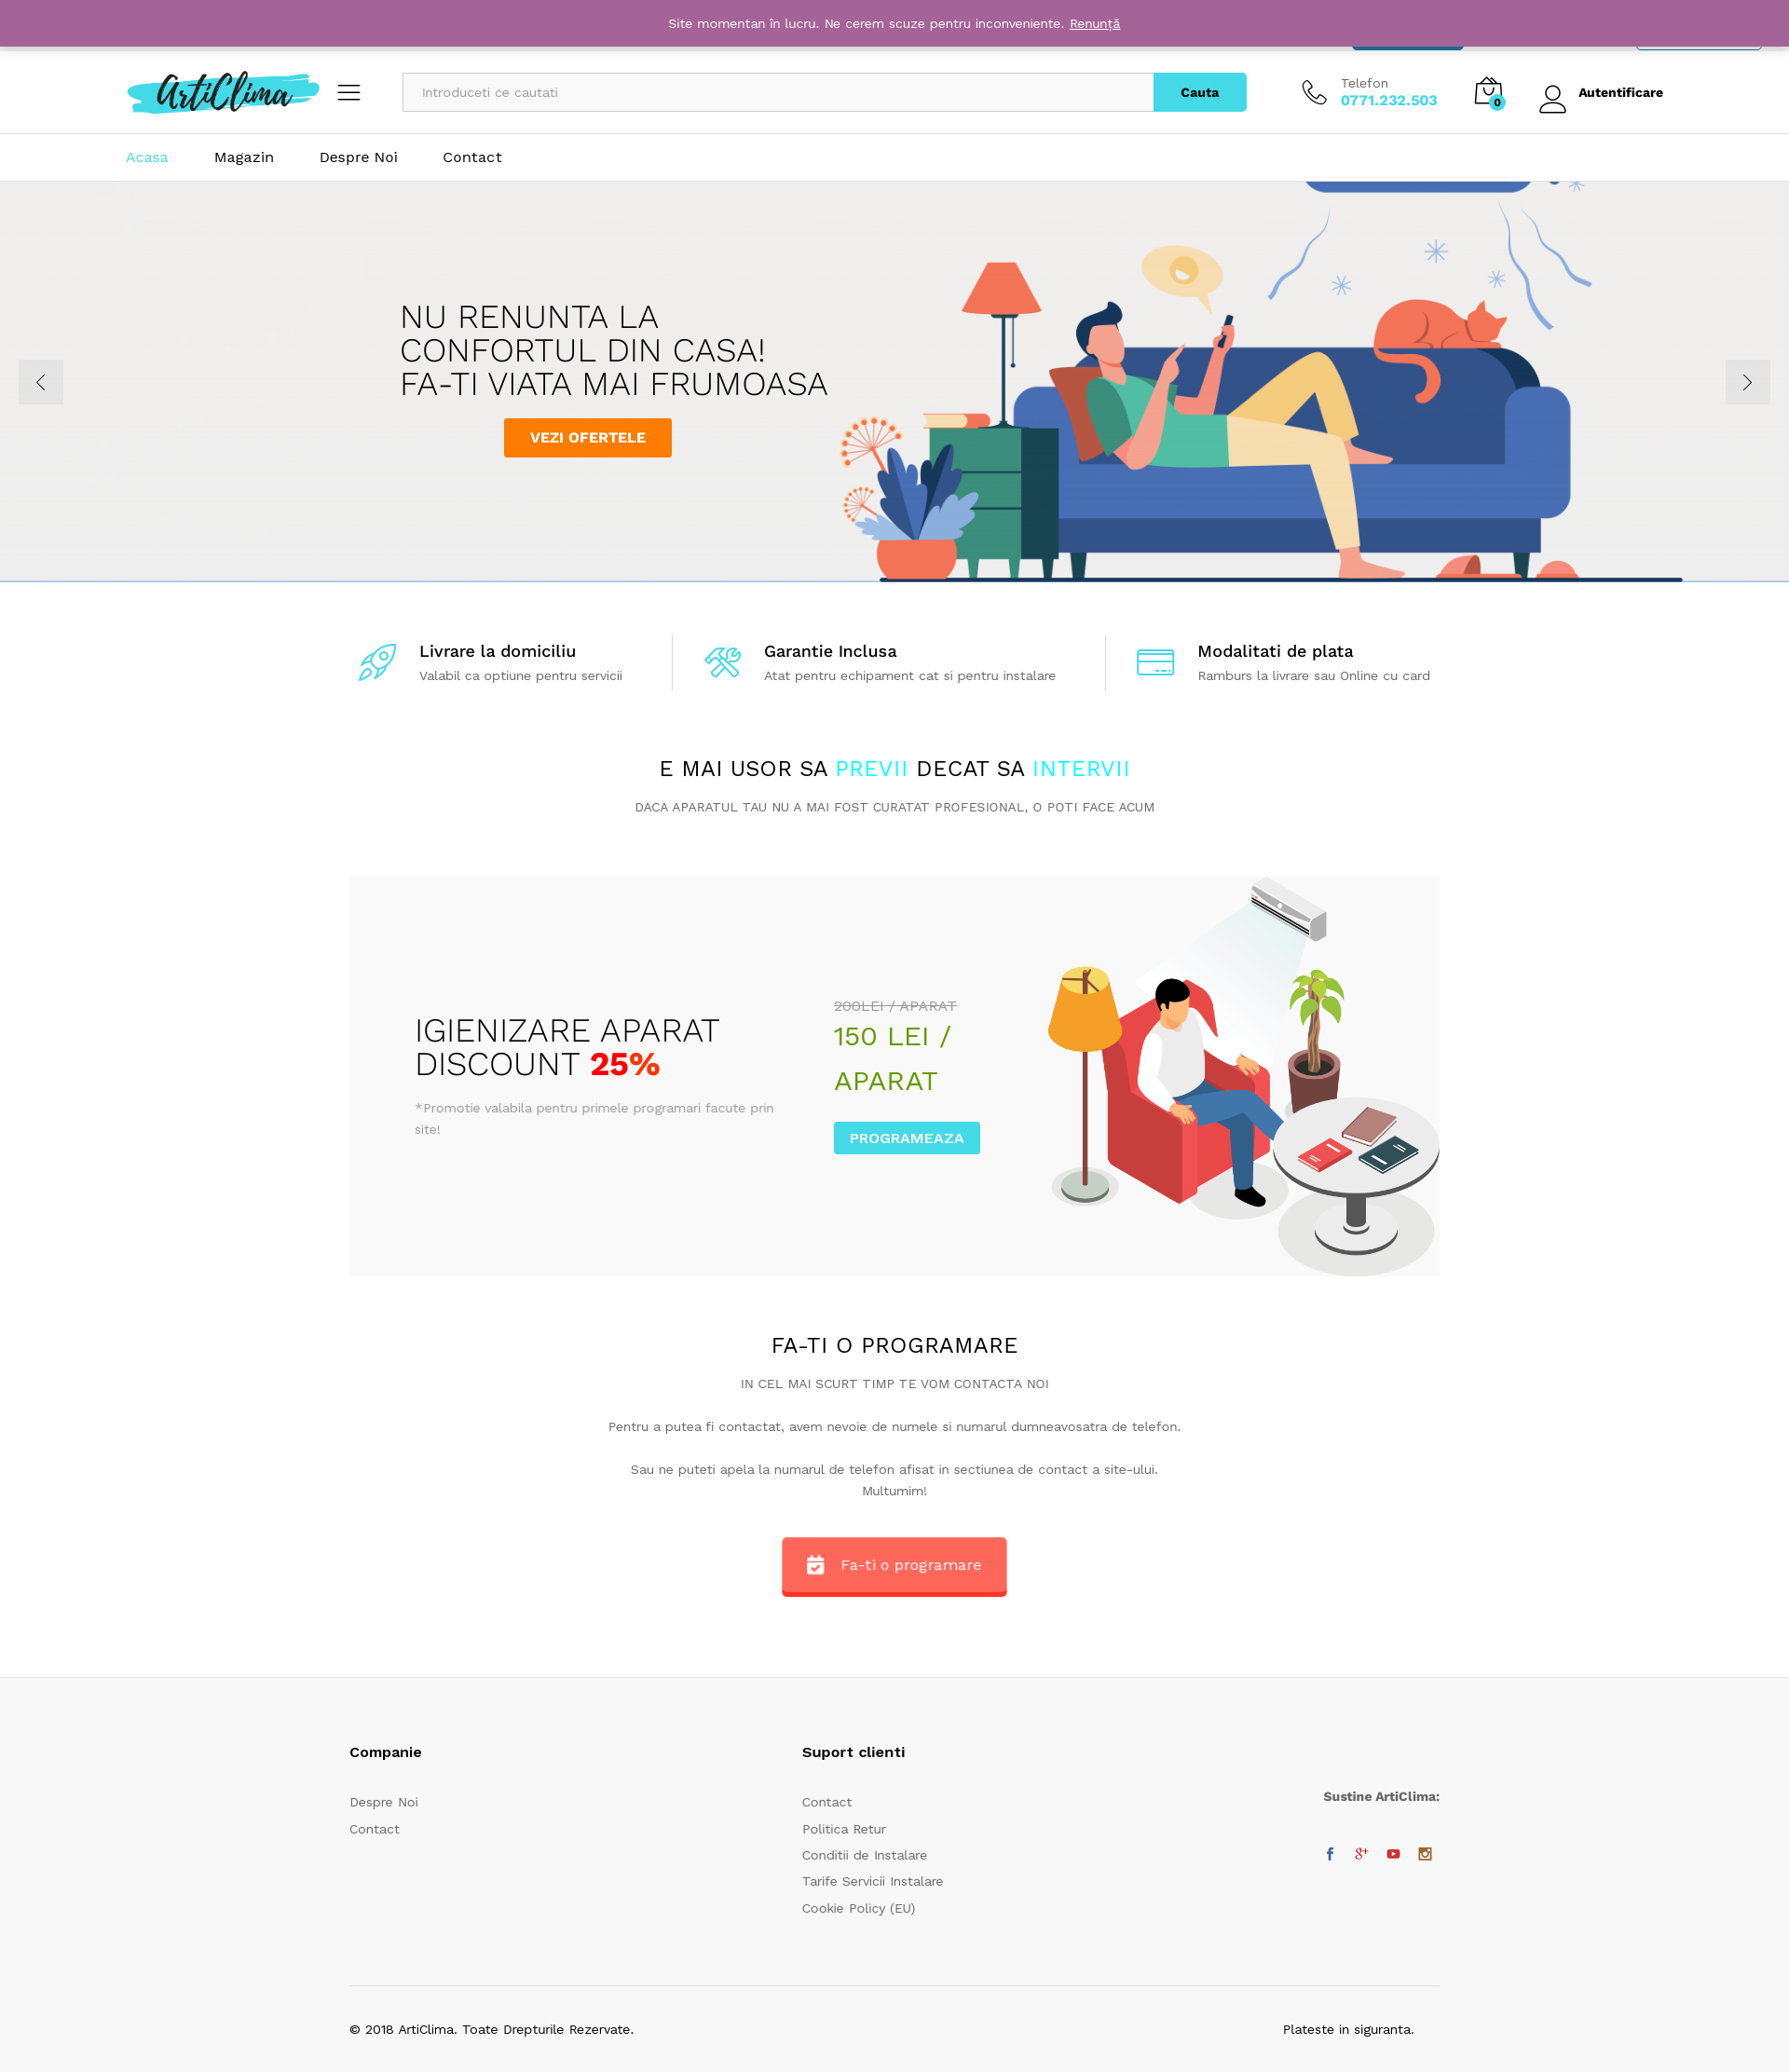 Site momentan în lucru. Ne cerem scuze pentru inconveniente. Renunță
ArtiClima
Introduceti ce cautati
Cauta
Telefon
0771.232.503
0
Autentificare
Acasa
Magazin
Despre Noi
Contact
NU RENUNTA LA
CONFORTUL DIN CASA!
FA-TI VIATA MAI FRUMOASA
VEZI OFERTELE
Livrare la domiciliu
Valabil ca optiune pentru servicii
Garantie Inclusa
Atat pentru echipament cat si pentru instalare
Modalitati de plata
Ramburs la livrare sau Online cu card
E MAI USOR SA PREVII DECAT SA INTERVII
DACA APARATUL TAU NU A MAI FOST CURATAT PROFESIONAL, O POTI FACE ACUM
IGIENIZARE APARAT
DISCOUNT 25%
*Promotie valabila pentru primele programari facute prin
site!
200LEI / APARAT
150 LEI /
APARAT
PROGRAMEAZA
FA-TI O PROGRAMARE
IN CEL MAI SCURT TIMP TE VOM CONTACTA NOI
Pentru a putea fi contactat, avem nevoie de numele si numarul dumneavosatra de telefon.
Sau ne puteti apela la numarul de telefon afisat in sectiunea de contact a site-ului.
Multumim!
Fa-ti o programare
Companie
Despre Noi
Contact
Suport clienti
Contact
Politica Retur
Conditii de Instalare
Tarife Servicii Instalare
Cookie Policy (EU)
Sustine ArtiClima:
© 2018 ArtiClima. Toate Drepturile Rezervate.
Plateste in siguranta.